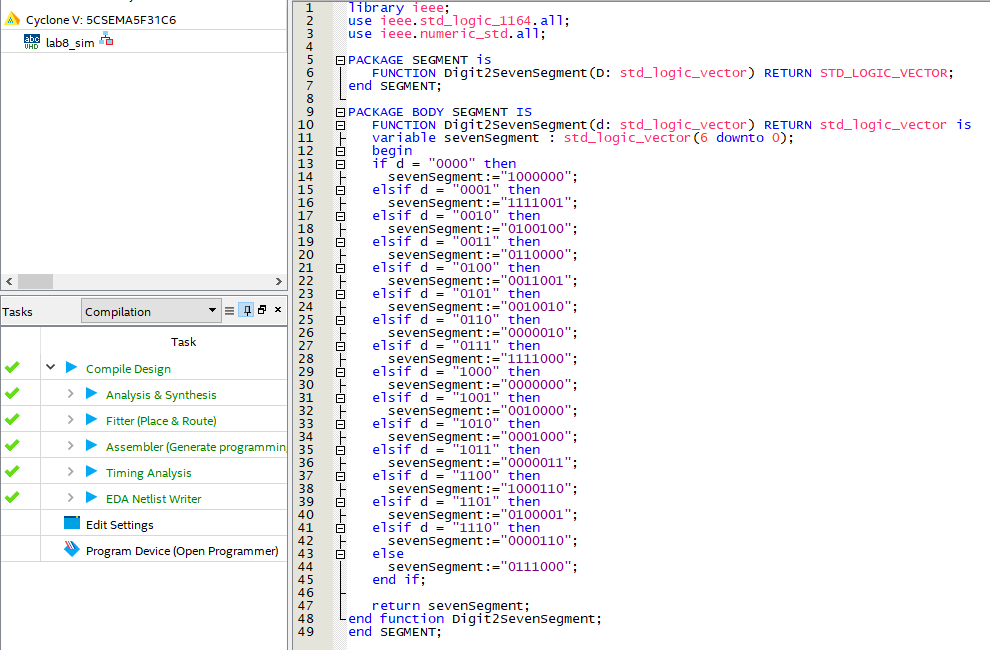 Cyclone V: 5CSEMA5F31C6
abc
VHD
lab8_sim
Tasks
Compilation
Task
Compile Design
Analysis & Synthesis
Fitter (Place & Route)
Assembler (Generate programmin
Timing Analysis
EDA Netlist Writer
Edit Settings
Program Device (Open Programmer)
1 library ieee;
2 use ieee.std_logic_1164.all;
3 use ieee.numeric_std.all;
4
5 PACKAGE SEGMENT is
6 FUNCTION Digit2SevenSegment(D: std_logic_vector) RETURN STD_LOGIC_VECTOR;
7 end SEGMENT;
8
9 PACKAGE BODY SEGMENT IS
10 FUNCTION Digit2SevenSegment(d: std_logic_vector) RETURN std_logic_vector is
11 variable sevenSegment : std_logic_vector(6 downto 0);
12 begin
13 if d = "0000" then
14 sevenSegment:="1000000";
15 elsif d = "0001" then
16 sevenSegment:="1111001";
17 elsif d = "0010" then
18 sevenSegment:="0100100";
19 elsif d = "0011" then
20 sevenSegment:="0110000";
21 elsif d = "0100" then
22 sevenSegment:="0011001";
23 elsif d = "0101" then
24 sevenSegment:="0010010";
25 elsif d = "0110" then
26 sevenSegment:="0000010";
27 elsif d = "0111" then
28 sevenSegment:="1111000";
29 elsif d = "1000" then
30 sevenSegment:="0000000";
31 elsif d = "1001" then
32 sevenSegment:="0010000";
33 elsif d = "1010" then
34 sevenSegment:="0001000";
35 elsif d = "1011" then
36 sevenSegment:="0000011";
37 elsif d = "1100" then
38 sevenSegment:="1000110";
39 elsif d = "1101" then
40 sevenSegment:="0100001";
41 elsif d = "1110" then
42 sevenSegment:="0000110";
43 else
44 sevenSegment:="0111000";
45 end if;
46
47 return sevenSegment;
48 end function Digit2SevenSegment;
49 end SEGMENT;